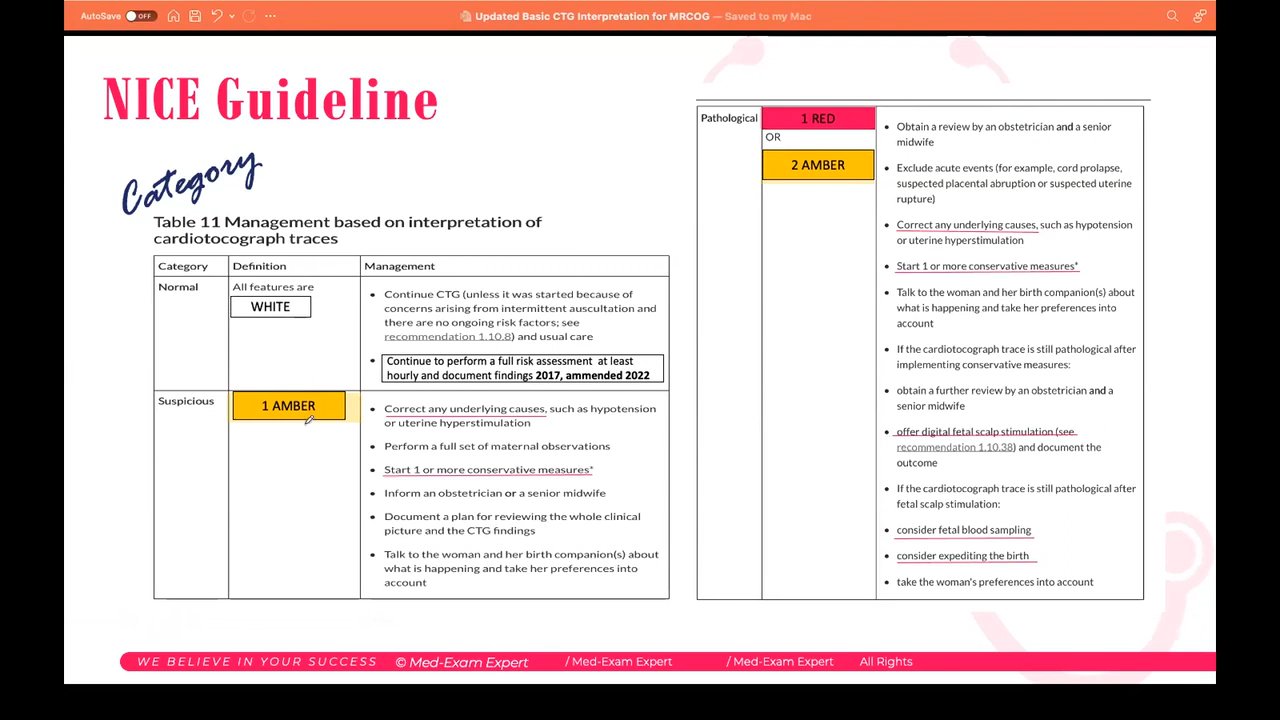 AutoSave OFF
Updated Basic CTG Interpretation for MRCOG — Saved to my Mac
NICE Guideline
Category
Table 11 Management based on interpretation of
cardiotocograph traces
Category Definition Management
Normal
All features are
WHITE
• Continue CTG (unless it was started because of
concerns arising from intermittent auscultation and
there are no ongoing risk factors; see
recommendation 1.10.8) and usual care
• Continue to perform a full risk assessment at least
hourly and document findings 2017, ammended 2022
Suspicious
1 AMBER
• Correct any underlying causes, such as hypotension
or uterine hyperstimulation
• Perform a full set of maternal observations
• Start 1 or more conservative measures*
• Inform an obstetrician or a senior midwife
• Document a plan for reviewing the whole clinical
picture and the CTG findings
• Talk to the woman and her birth companion(s) about
what is happening and take her preferences into
account
Pathological
1 RED
OR
2 AMBER
• Obtain a review by an obstetrician and a senior
midwife
• Exclude acute events (for example, cord prolapse,
suspected placental abruption or suspected uterine
rupture)
• Correct any underlying causes, such as hypotension
or uterine hyperstimulation
• Start 1 or more conservative measures*
• Talk to the woman and her birth companion(s) about
what is happening and take her preferences into
account
• If the cardiotocograph trace is still pathological after
implementing conservative measures:
• obtain a further review by an obstetrician and a
senior midwife
• offer digital fetal scalp stimulation (see
recommendation 1.10.38) and document the
outcome
• If the cardiotocograph trace is still pathological after
fetal scalp stimulation:
• consider fetal blood sampling
• consider expediting the birth
• take the woman's preferences into account
WE BELIEVE IN YOUR SUCCESS © Med-Exam Expert / Med-Exam Expert / Med-Exam Expert All Rights